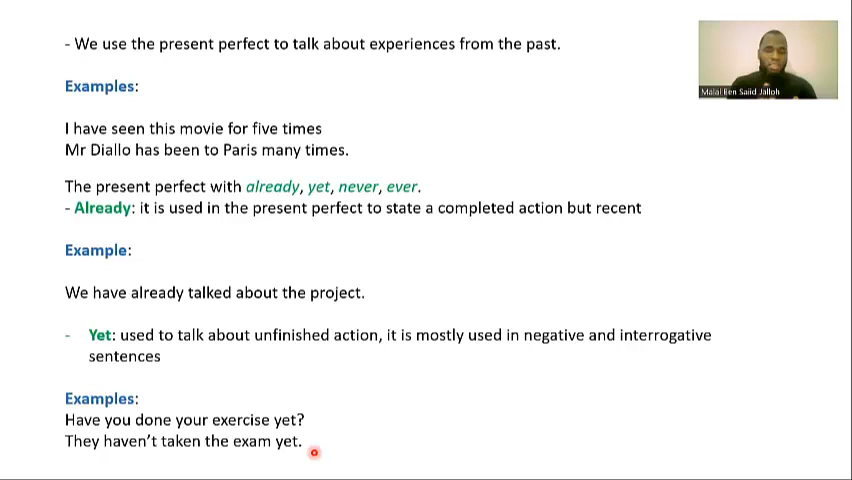 - We use the present perfect to talk about experiences from the past.
Examples:
I have seen this movie for five times
Mr Diallo has been to Paris many times.
The present perfect with already, yet, never, ever.
- Already: it is used in the present perfect to state a completed action but recent
Example:
We have already talked about the project.
- Yet: used to talk about unfinished action, it is mostly used in negative and interrogative
sentences
Examples:
Have you done your exercise yet?
They haven't taken the exam yet.
Malal Ben Saiid Jalloh